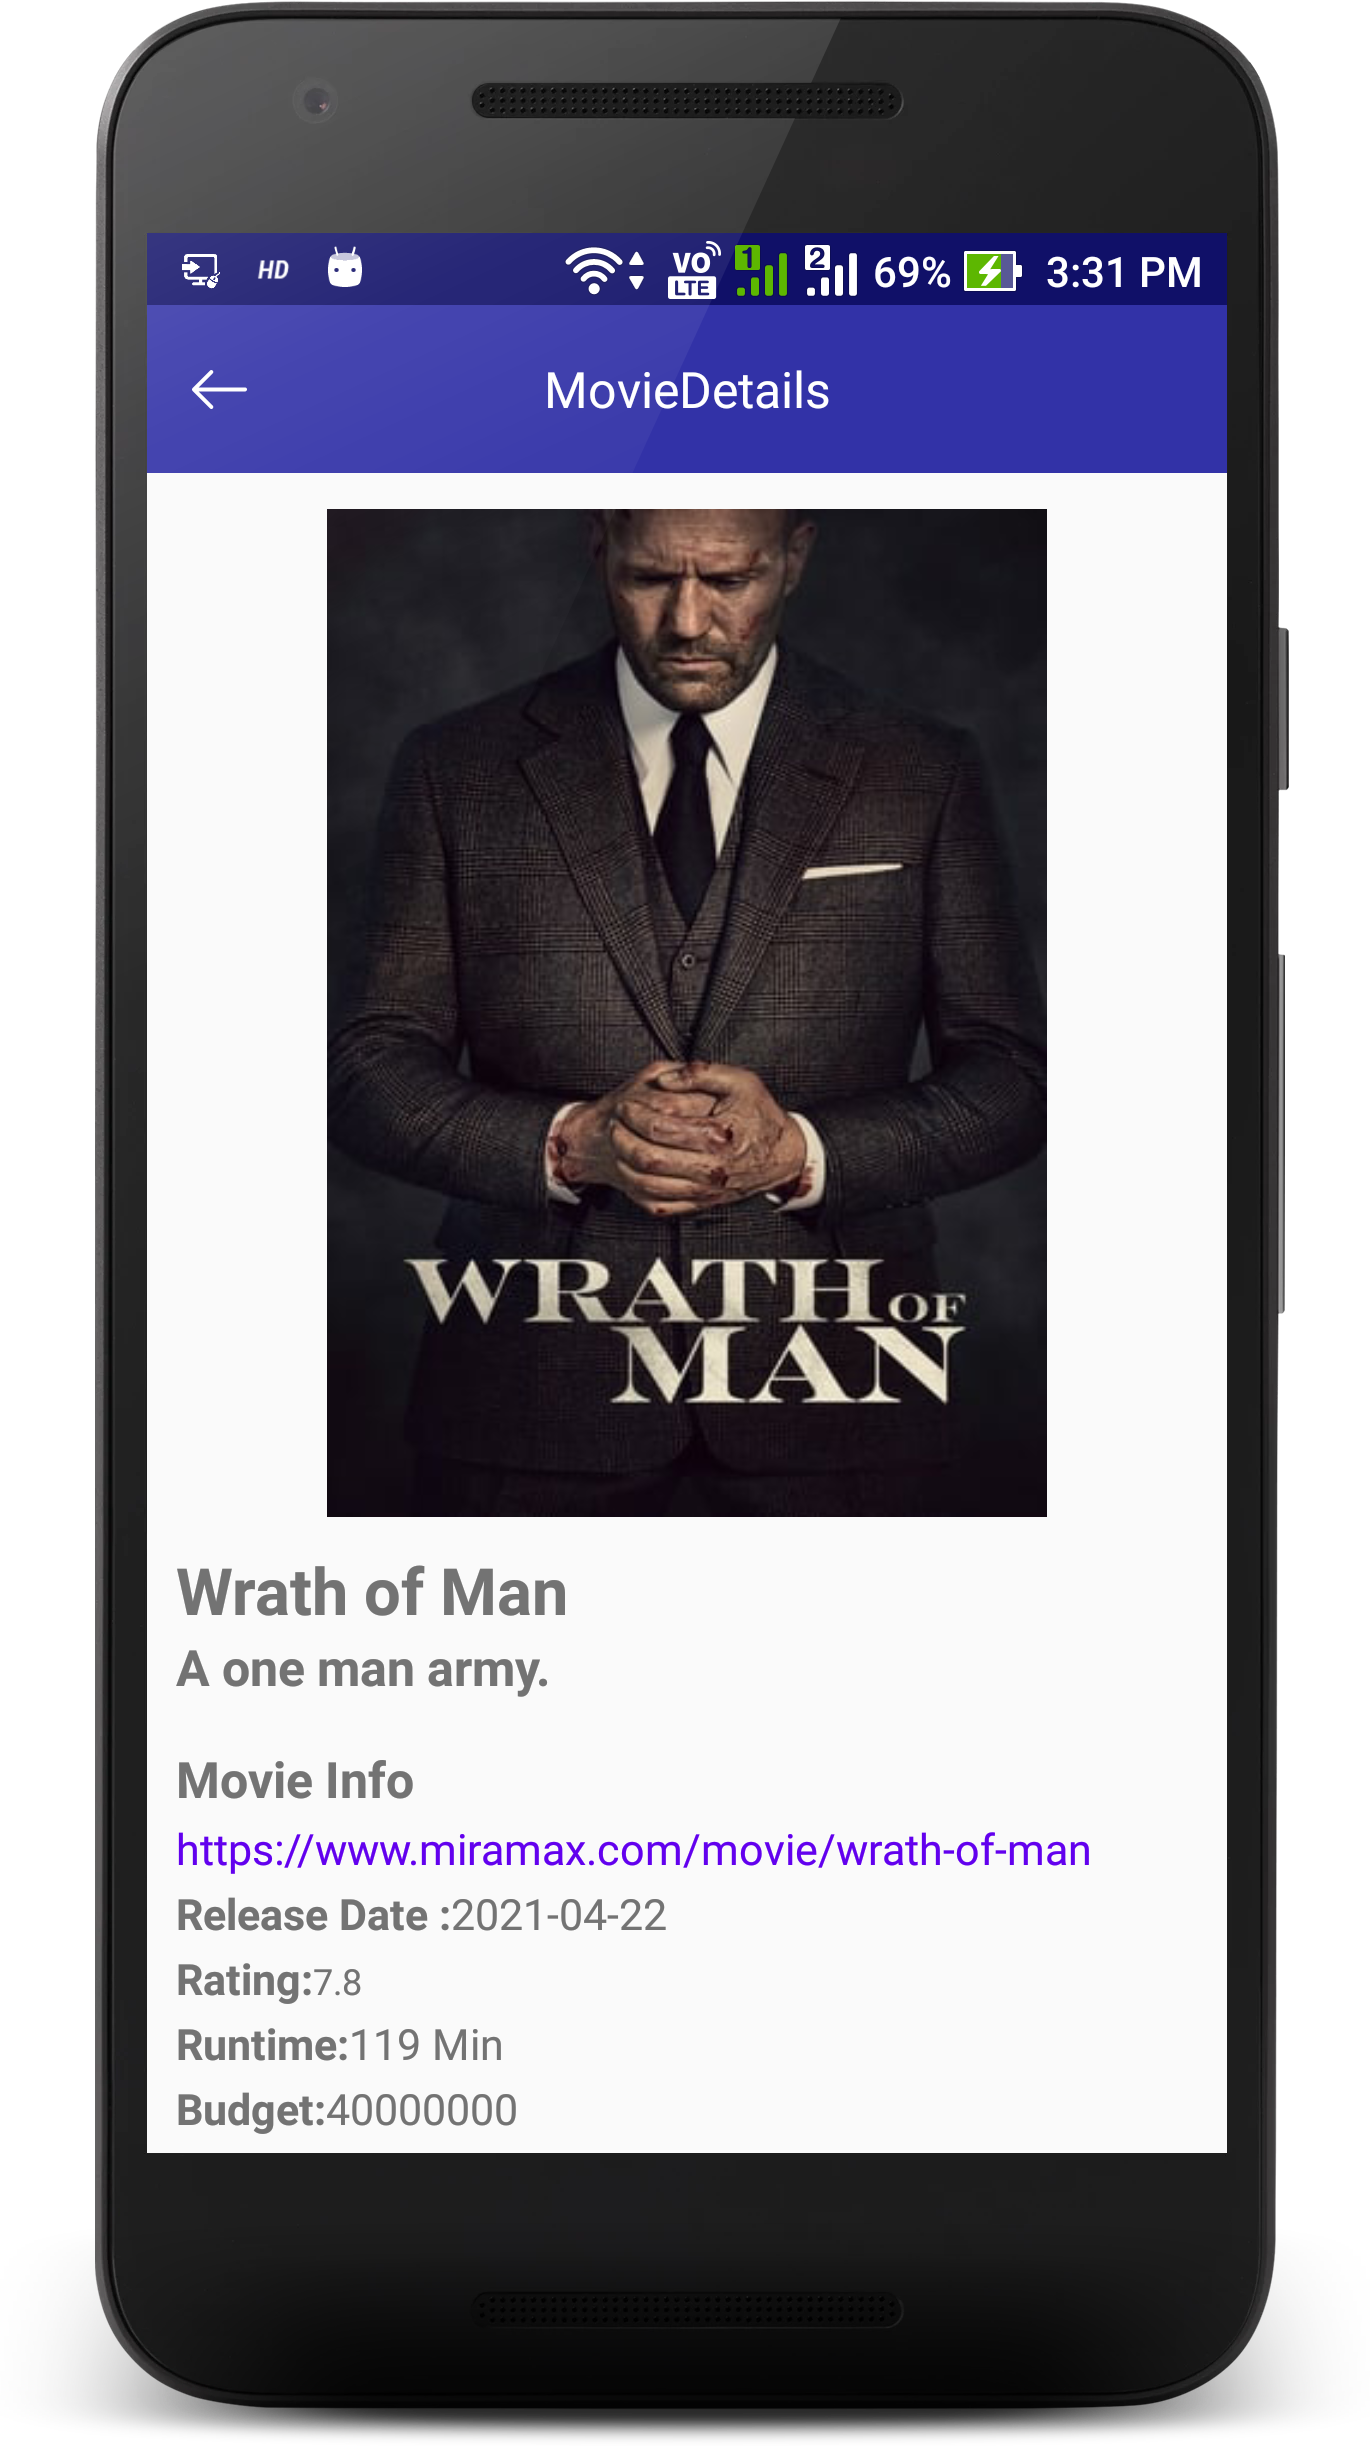 HD VO LTE 1 2 69% 3:31 PM
MovieDetails
WRATH OF
MAN
Wrath of Man
A one man army.
Movie Info
https://www.miramax.com/movie/wrath-of-man
Release Date :2021-04-22
Rating:7.8
Runtime:119 Min
Budget:40000000